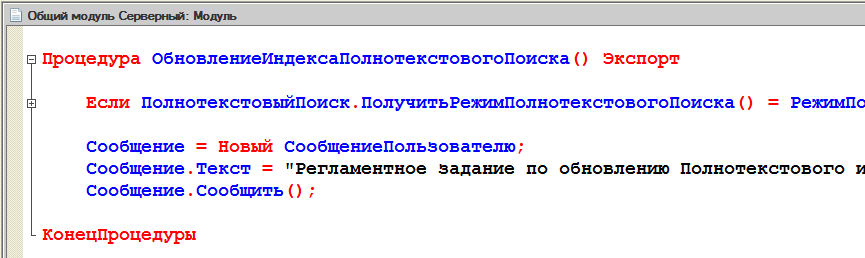 Общий модуль Серверный: Модуль
Процедура ОбновлениеИндексаПолнотекстовогоПоиска() Экспорт
Если ПолнотекстовыйПоиск.ПолучитьРежимПолнотекстовогоПоиска() = РежимПо
Сообщение = Новый СообщениеПользователю;
Сообщение.Текст = "Регламентное задание по обновлению Полнотекстового и
Сообщение.Сообщить();
КонецПроцедуры